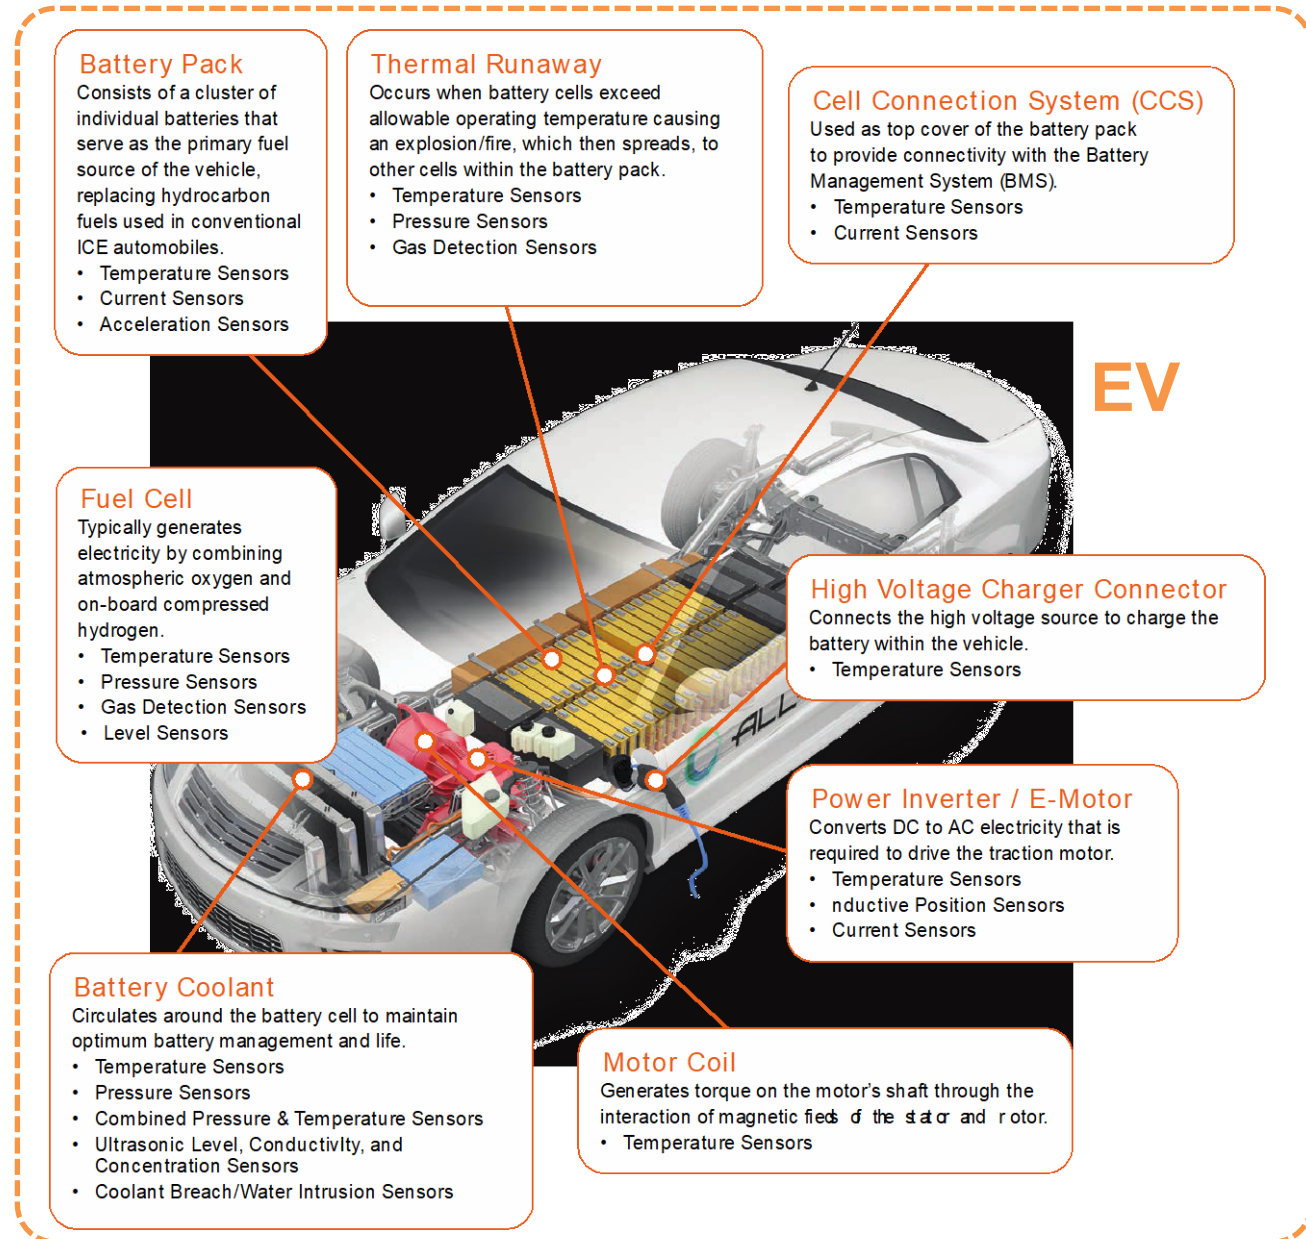 Battery Pack
Consists of a cluster of
individual batteries that
serve as the primary fuel
source of the vehicle,
replacing hydrocarbon
fuels used in conventional
ICE automobiles.
• Temperature Sensors
• Current Sensors
• Acceleration Sensors
Thermal Runaway
Occurs when battery cells exceed
allowable operating temperature causing
an explosion/fire, which then spreads, to
other cells within the battery pack.
• Temperature Sensors
• Pressure Sensors
• Gas Detection Sensors
Cell Connection System (CCS)
Used as top cover of the battery pack
to provide connectivity with the Battery
Management System (BMS).
• Temperature Sensors
• Current Sensors
EV
Fuel Cell
Typically generates
electricity by combining
atmospheric oxygen and
on-board compressed
hydrogen.
• Temperature Sensors
• Pressure Sensors
• Gas Detection Sensors
• Level Sensors
High Voltage Charger Connector
Connects the high voltage source to charge the
battery within the vehicle.
• Temperature Sensors
ALL
Power Inverter / E-Motor
Converts DC to AC electricity that is
required to drive the traction motor.
• Temperature Sensors
• nductive Position Sensors
• Current Sensors
Battery Coolant
Circulates around the battery cell to maintain
optimum battery management and life.
• Temperature Sensors
• Pressure Sensors
• Combined Pressure & Temperature Sensors
• Ultrasonic Level, Conductivlty, and
Concentration Sensors
• Coolant Breach/Water Intrusion Sensors
Motor Coil
Generates torque on the motor's shaft through the
interaction of magnetic fieds of the stator and rotor.
• Temperature Sensors